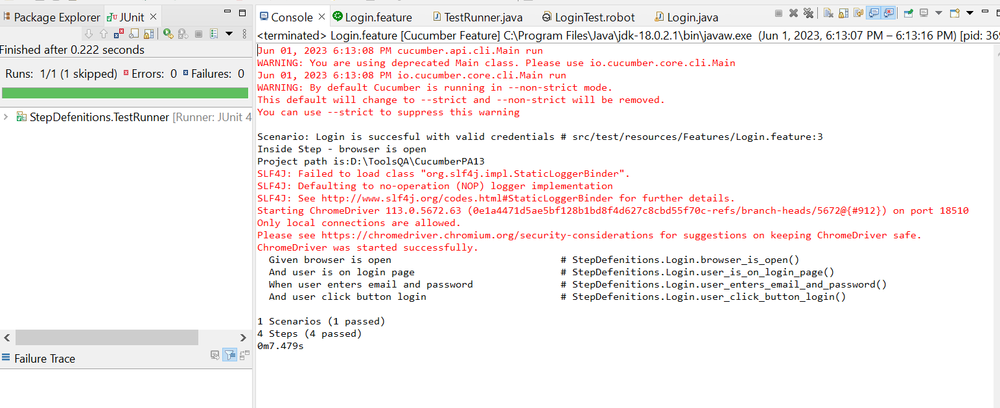 Package Explorer
JUnit
Finished after 0.222 seconds
Runs: 1/1 (1 skipped) Errors: 0 Failures: 0
StepDefenitions.TestRunner [Runner: JUnit 4
Failure Trace
Console Login.feature TestRunner.java LoginTest.robot Login.java
<terminated> Login.feature [Cucumber Feature] C:\Program Files\Java\jdk-18.0.2.1\bin\javaw.exe (Jun 1, 2023, 6:13:07 PM – 6:13:16 PM) [pid: 369
Jun 01, 2023 6:13:08 PM cucumber.api.cli.Main run
WARNING: You are using deprecated Main class. Please use io.cucumber.core.cli.Main
Jun 01, 2023 6:13:08 PM io.cucumber.core.cli.Main run
WARNING: By default Cucumber is running in --non-strict mode.
This default will change to --strict and --non-strict will be removed.
You can use --strict to suppress this warning
Scenario: Login is succesful with valid credentials # src/test/resources/Features/Login.feature:3
Inside Step - browser is open
Project path is:D:\ToolsQA\CucumberPA13
SLF4J: Failed to load class "org.slf4j.impl.StaticLoggerBinder".
SLF4J: Defaulting to no-operation (NOP) logger implementation
SLF4J: See http://www.slf4j.org/codes.html#StaticLoggerBinder for further details.
Starting ChromeDriver 113.0.5672.63 (0e1a4471d5ae5bf128b1bd8f4d627c8cbd55f70c-refs/branch-heads/5672@{#912}) on port 18510
Only local connections are allowed.
Please see https://chromedriver.chromium.org/security-considerations for suggestions on keeping ChromeDriver safe.
ChromeDriver was started successfully.
Given browser is open # StepDefenitions.Login.browser_is_open()
And user is on login page # StepDefenitions.Login.user_is_on_login_page()
When user enters email and password # StepDefenitions.Login.user_enters_email_and_password()
And user click button login # StepDefenitions.Login.user_click_button_login()
1 Scenarios (1 passed)
4 Steps (4 passed)
0m7.479s